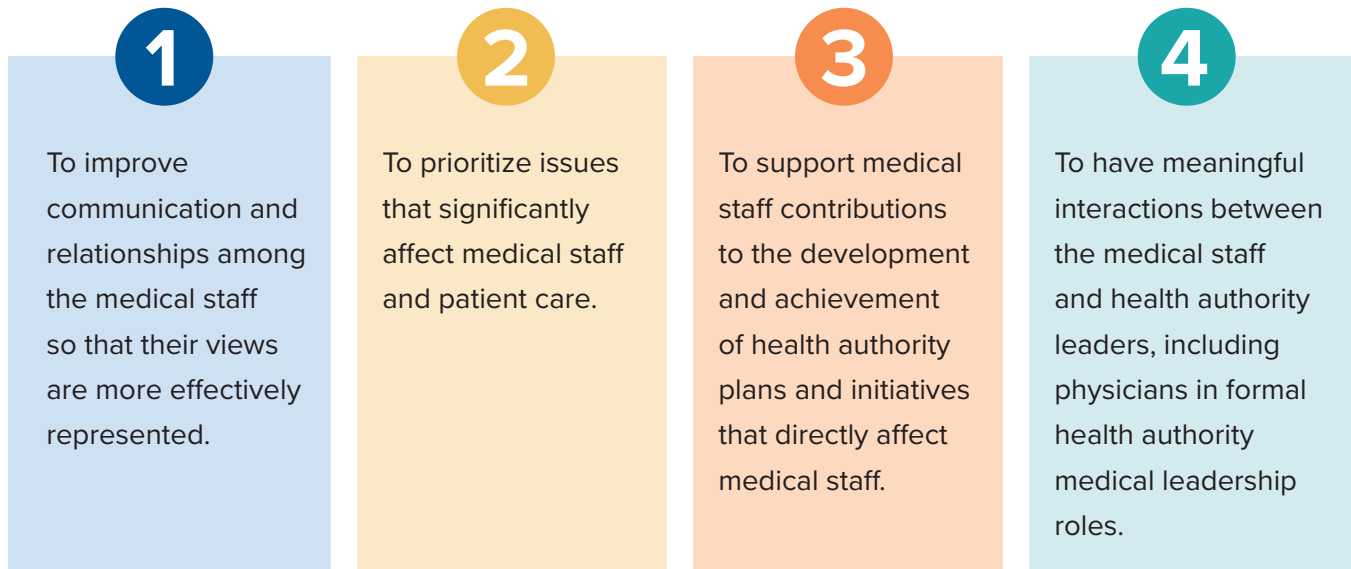 1
To improve
communication and
relationships among
the medical staff
so that their views
are more effectively
represented.
2
To prioritize issues
that significantly
affect medical staff
and patient care.
3
To support medical
staff contributions
to the development
and achievement
of health authority
plans and initiatives
that directly affect
medical staff.
4
To have meaningful
interactions between
the medical staff
and health authority
leaders, including
physicians in formal
health authority
medical leadership
roles.